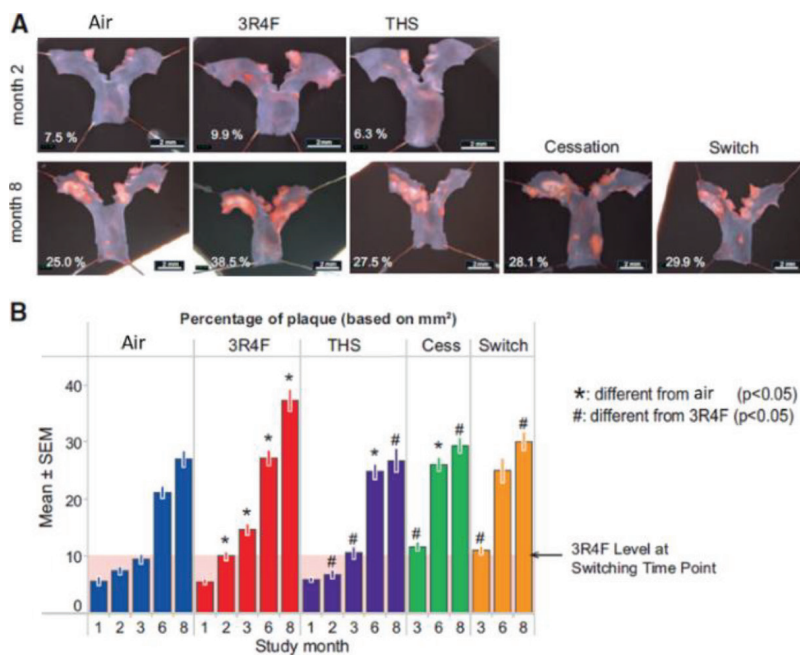 A
Air 3R4F THS
month 2
7.5 % 9.9 % 6.3 %
2 mm 2 mm 2 mm
Cessation Switch
month 8
25.0 % 38.5 % 27.5 % 28.1 % 29.9 %
2 mm 2 mm 2 mm 2 mm 2 mm
B
Percentage of plaque (based on mm²)
Air 3R4F THS Cess Switch
Mean ± SEM
40
30
20
10
0
* * * * # # * # # * # # #
*: different from air (p<0.05)
#: different from 3R4F (p<0.05)
3R4F Level at
Switching Time Point
1 2 3 6 8 1 2 3 6 8 1 2 3 6 8 3 6 8 3 6 8
Study month